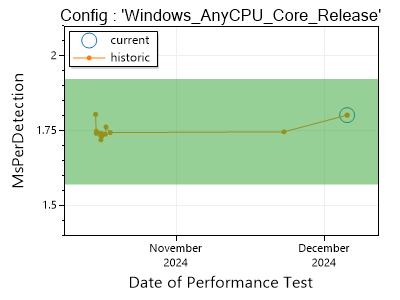 Config : 'Windows_AnyCPU_Core_Release'
current
historic
2
1.75
1.5
MsPerDetection
November
2024
December
2024
Date of Performance Test